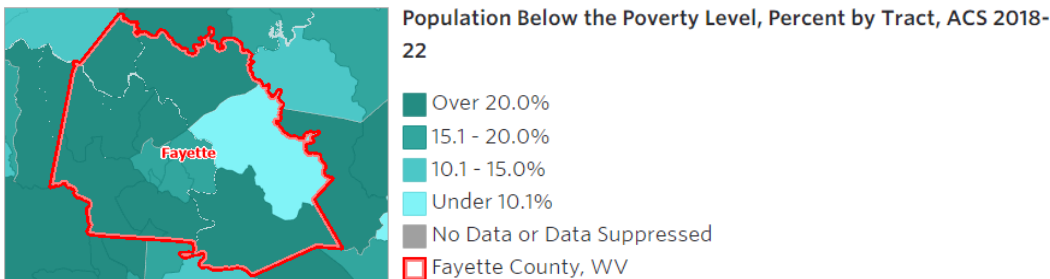 Population Below the Poverty Level, Percent by Tract, ACS 2018-
22
Over 20.0%
15.1 - 20.0%
10.1 - 15.0%
Under 10.1%
No Data or Data Suppressed
Fayette County, WV
Fayette